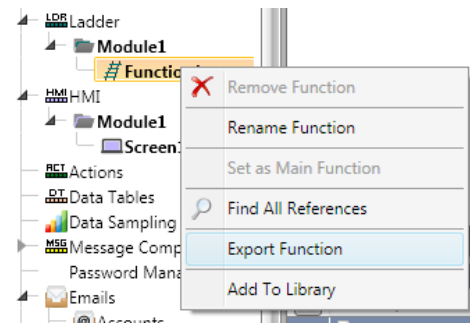 LDR Ladder
Module1
Function
HMI HMI
Module1
Screen1
ACT Actions
DT Data Tables
Data Sampling
MSG Message Comp
Password Mana
Emails
@ Accounts
Remove Function
Rename Function
Set as Main Function
Find All References
Export Function
Add To Library